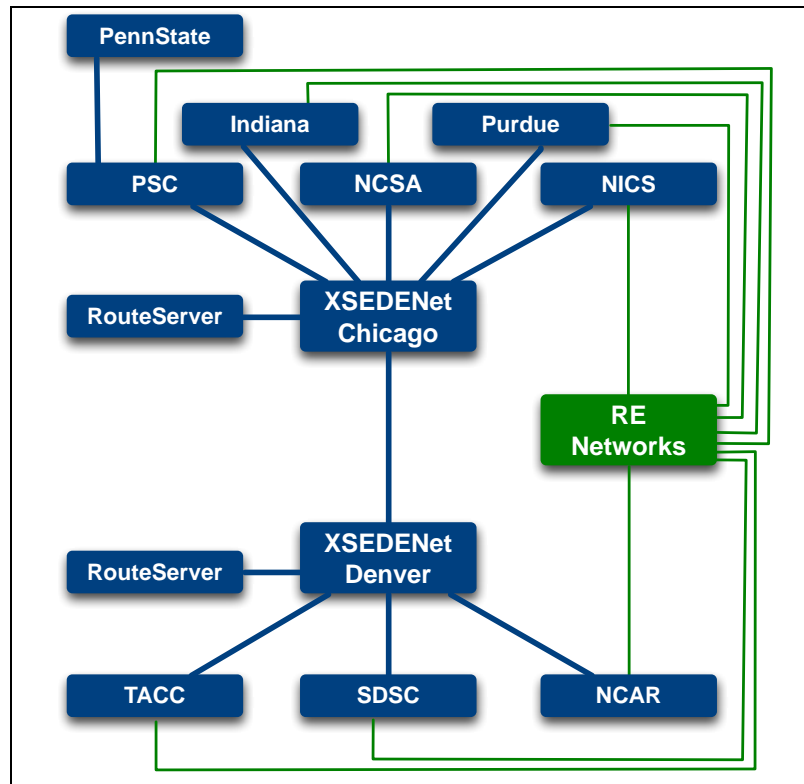 PennState
Indiana
Purdue
PSC
NCSA
NICS
XSEDENet
Chicago
RouteServer
RE
Networks
XSEDENet
Denver
RouteServer
TACC
SDSC
NCAR